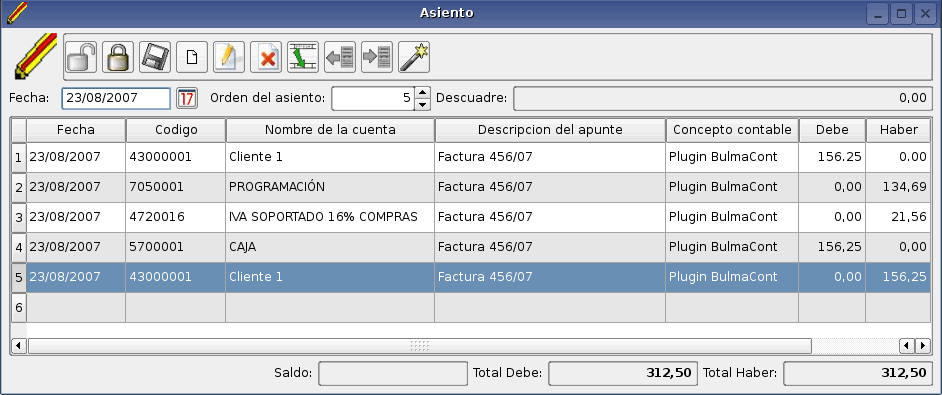 Asiento
Fecha: 23/08/2007 17 Orden del asiento: 5 Descuadre: 0,00
Fecha Codigo Nombre de la cuenta Descripcion del apunte Concepto contable Debe Haber
1 23/08/2007 43000001 Cliente 1 Factura 456/07 Plugin BulmaCont 156.25 0.00
2 23/08/2007 7050001 PROGRAMACIÓN Factura 456/07 Plugin BulmaCont 0,00 134,69
3 23/08/2007 4720016 IVA SOPORTADO 16% COMPRAS Factura 456/07 Plugin BulmaCont 0,00 21,56
4 23/08/2007 5700001 CAJA Factura 456/07 Plugin BulmaCont 156,25 0,00
5 23/08/2007 43000001 Cliente 1 Factura 456/07 Plugin BulmaCont 0,00 156,25
6
Saldo: Total Debe: 312,50 Total Haber: 312,50